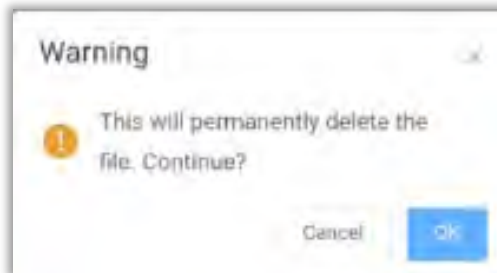 Warning
This will permanently delete the
file. Continue?
Cancel
OK